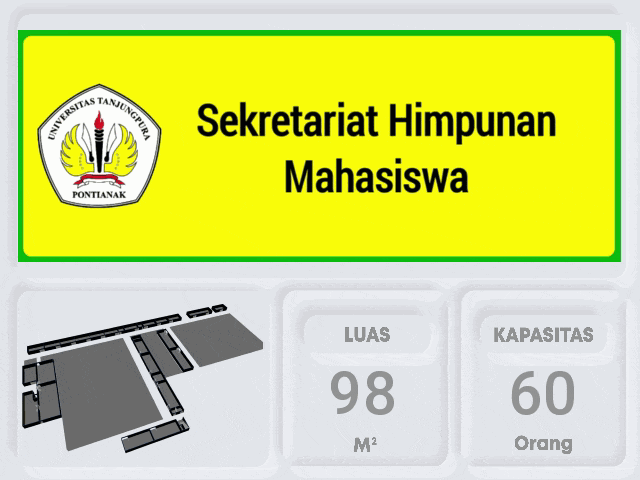 UNIVERSITAS TANJUNGPURA
PONTIANAK
Sekretariat Himpunan
Mahasiswa
LUAS
98
M²
KAPASITAS
60
Orang